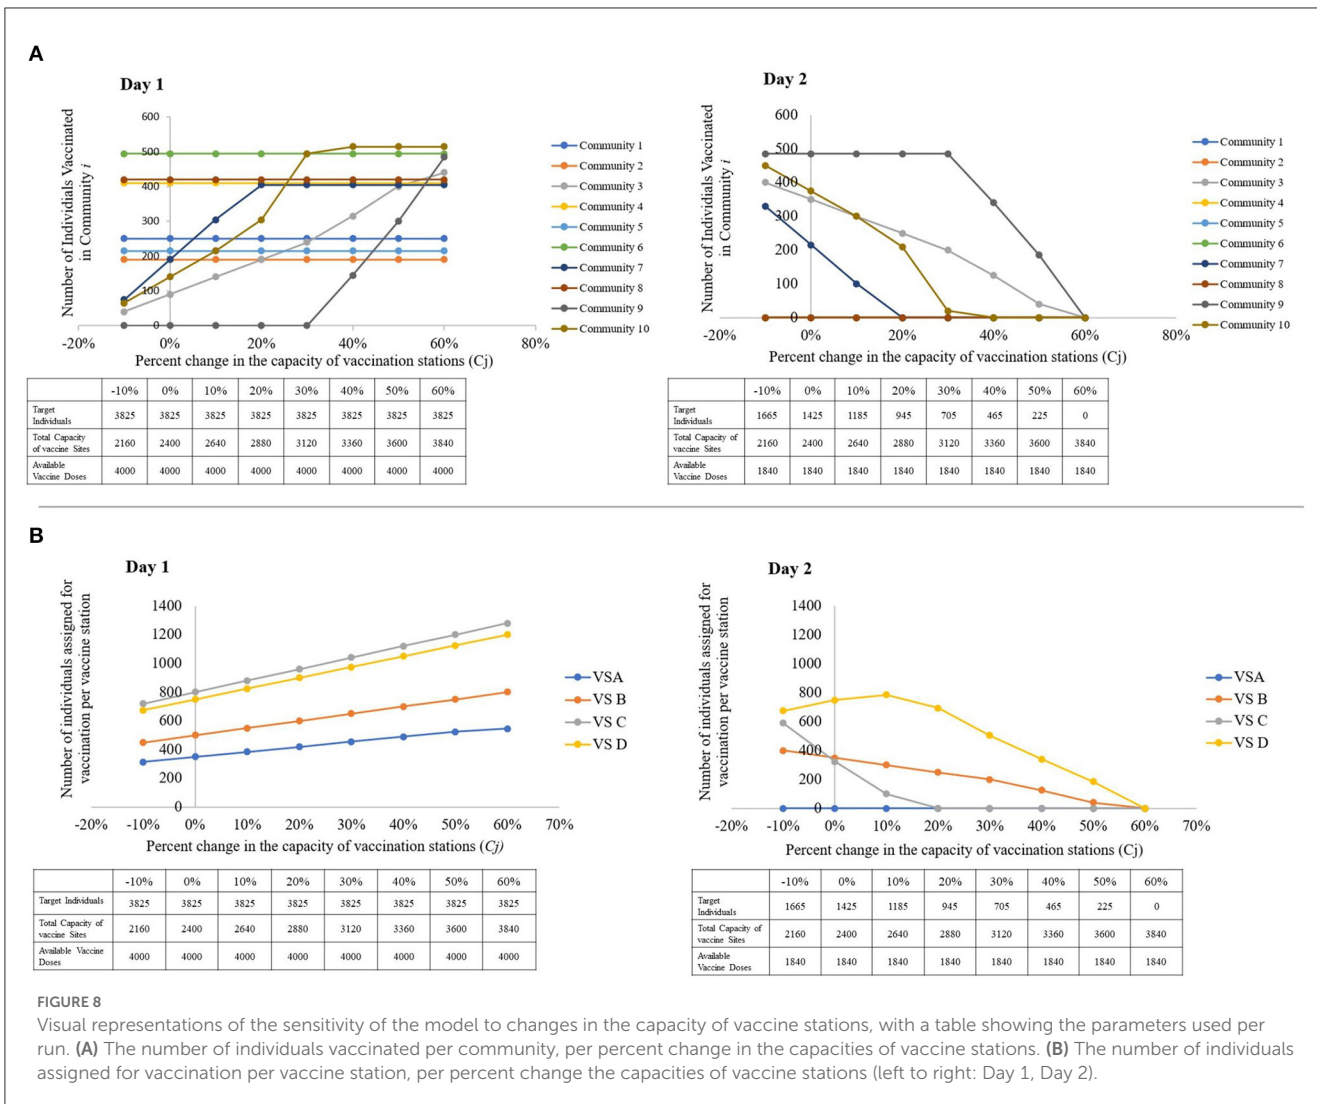 A
Day 1
Number of Individuals Vaccinated
in Community i
600
500
400
300
200
100
0
-20%
0%
20%
40%
60%
80%
Percent change in the capacity of vaccination stations (Cj)
Community 1
Community 2
Community 3
Community 4
Community 5
Community 6
Community 7
Community 8
Community 9
Community 10
-10% 0% 10% 20% 30% 40% 50% 60%
Target Individuals 3825 3825 3825 3825 3825 3825 3825 3825
Total Capacity of vaccine Sites 2160 2400 2640 2880 3120 3360 3600 3840
Available Vaccine Doses 4000 4000 4000 4000 4000 4000 4000 4000
Day 2
Number of Individuals Vaccinated
in Community i
600
500
400
300
200
100
0
-20%
0%
20%
40%
60%
80%
Percent change in the capacity of vaccination stations (Cj)
Community 1
Community 2
Community 3
Community 4
Community 5
Community 6
Community 7
Community 8
Community 9
Community 10
-10% 0% 10% 20% 30% 40% 50% 60%
Target Individuals 1665 1425 1185 945 705 465 225 0
Total Capacity of vaccine Sites 2160 2400 2640 2880 3120 3360 3600 3840
Available Vaccine Doses 1840 1840 1840 1840 1840 1840 1840 1840
B
Day 1
Number of individuals assigned for
vaccination per vaccine station
1400
1200
1000
800
600
400
200
0
-20% -10% 0% 10% 20% 30% 40% 50% 60% 70%
Percent change in the capacity of vaccination stations (Cj)
VSA
VS B
VS C
VS D
-10% 0% 10% 20% 30% 40% 50% 60%
Target Individuals 3825 3825 3825 3825 3825 3825 3825 3825
Total Capacity of vaccine Sites 2160 2400 2640 2880 3120 3360 3600 3840
Available Vaccine Doses 4000 4000 4000 4000 4000 4000 4000 4000
Day 2
Number of individuals assigned for
vaccination per vaccine station
1400
1200
1000
800
600
400
200
0
-20% -10% 0% 10% 20% 30% 40% 50% 60% 70%
Percent change in the capacity of vaccination stations (Cj)
VSA
VS B
VS C
VS D
-10% 0% 10% 20% 30% 40% 50% 60%
Target Individuals 1665 1425 1185 945 705 465 225 0
Total Capacity of vaccine Sites 2160 2400 2640 2880 3120 3360 3600 3840
Available Vaccine Doses 1840 1840 1840 1840 1840 1840 1840 1840
FIGURE 8
Visual representations of the sensitivity of the model to changes in the capacity of vaccine stations, with a table showing the parameters used per
run. (A) The number of individuals vaccinated per community, per percent change in the capacities of vaccine stations. (B) The number of individuals
assigned for vaccination per vaccine station, per percent change the capacities of vaccine stations (left to right: Day 1, Day 2).